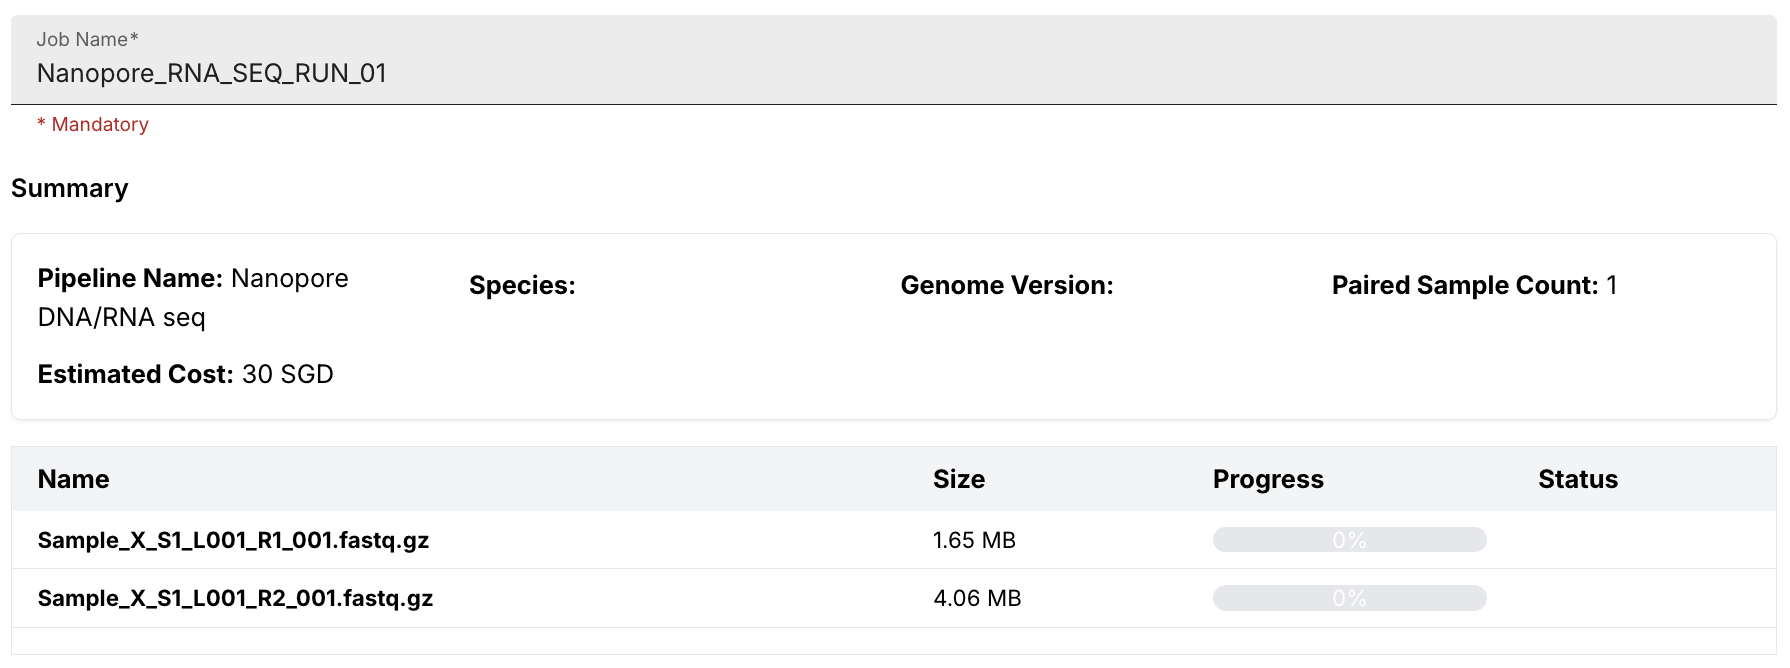 Job Name*
Nanopore_RNA_SEQ_RUN_01
* Mandatory
Summary
Pipeline Name: Nanopore
DNA/RNA seq
Species:
Genome Version:
Paired Sample Count: 1
Estimated Cost: 30 SGD
Name Size Progress Status
Sample_X_S1_L001_R1_001.fastq.gz 1.65 MB 0%
Sample_X_S1_L001_R2_001.fastq.gz 4.06 MB 0%